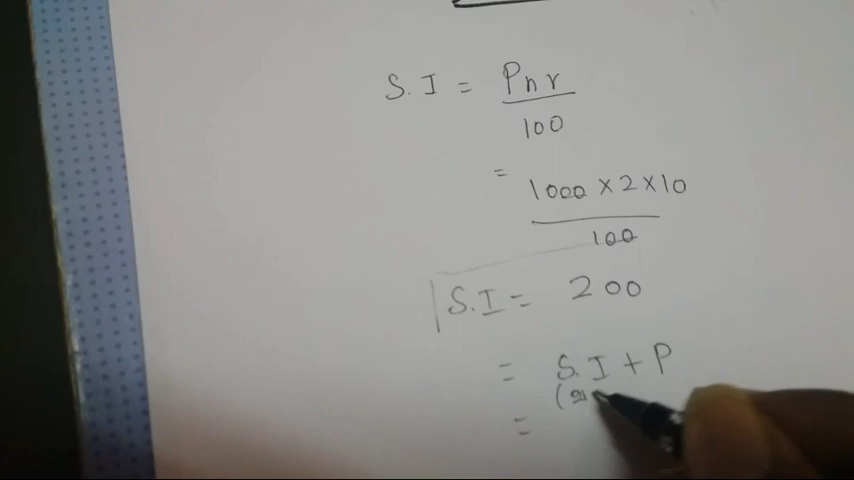 S.I = Pnr
100
= 1000 × 2 × 10
100
S.I = 200
= S.I + P
=